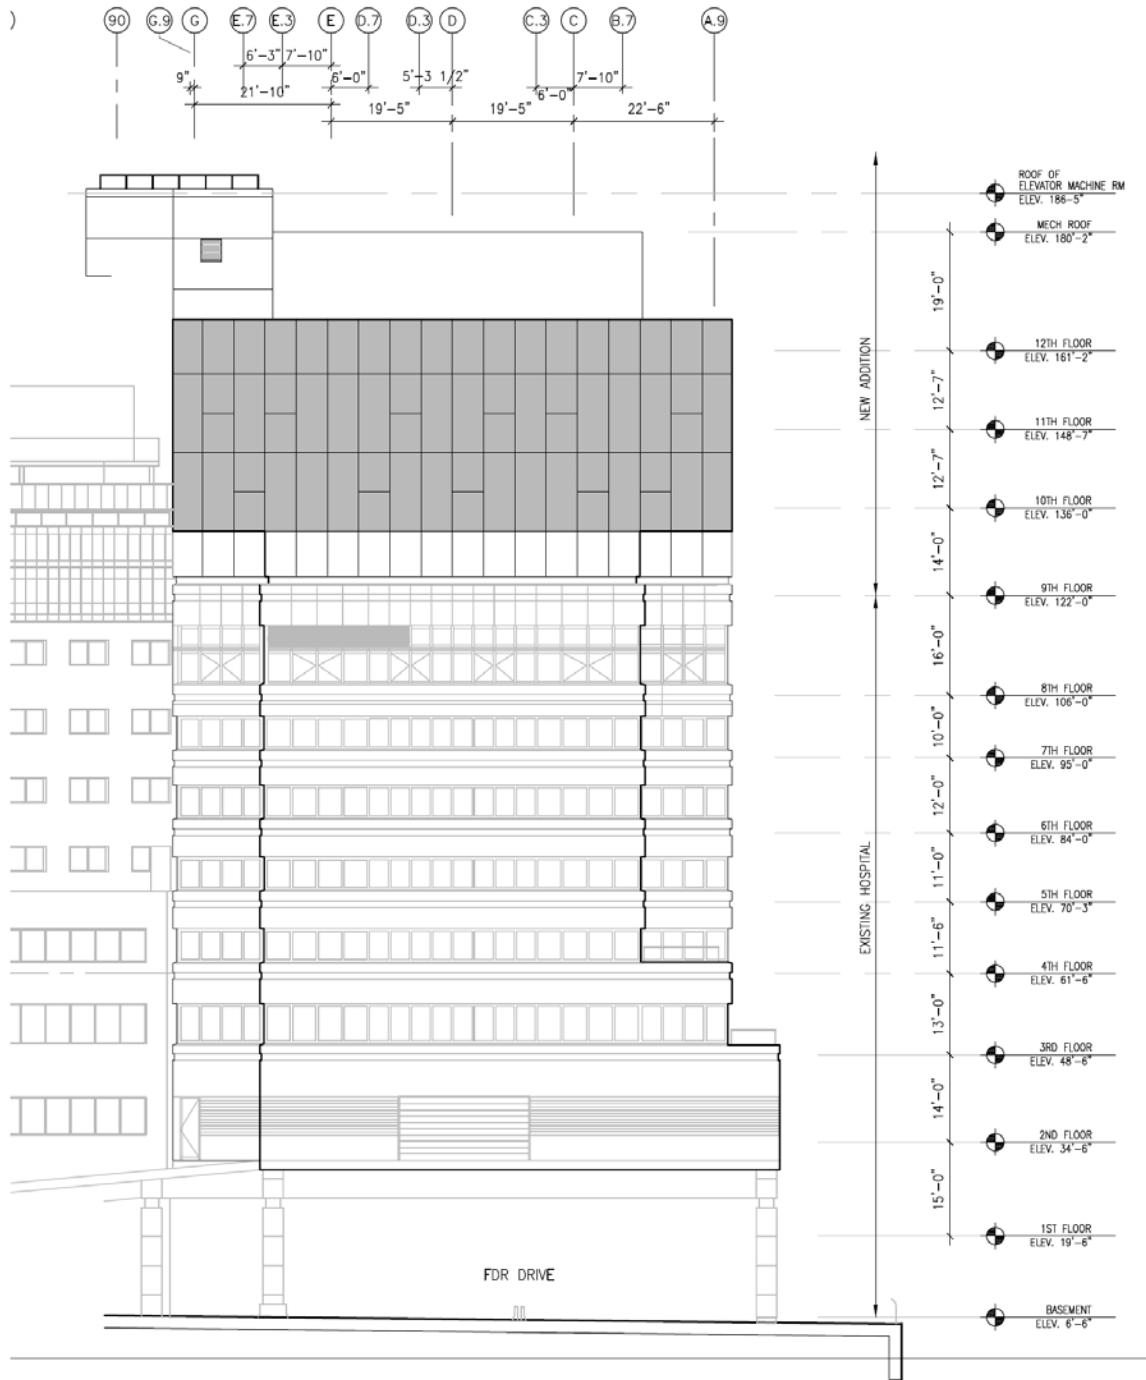 90 G.9 G E.7 E.3 E D.7 D.3 D C.3 C B.7 A.9
6'-3" 7'-10"
9" 6'-0" 5'-3 1/2" 7'-10"
21'-10" 6'-0"
19'-5" 19'-5" 22'-6"
ROOF OF
ELEVATOR MACHINE RM
ELEV. 186-5"
MECH ROOF
ELEV. 180'-2"
19'-0"
12TH FLOOR
ELEV. 161'-2"
NEW ADDITION
12'-7"
11TH FLOOR
ELEV. 148'-7"
12'-7"
10TH FLOOR
ELEV. 136'-0"
14'-0"
9TH FLOOR
ELEV. 122'-0"
16'-0"
8TH FLOOR
ELEV. 106'-0"
10'-0"
7TH FLOOR
ELEV. 95'-0"
12'-0"
6TH FLOOR
ELEV. 84'-0"
11'-0"
EXISTING HOSPITAL
5TH FLOOR
ELEV. 70'-3"
11'-6"
4TH FLOOR
ELEV. 61'-6"
13'-0"
3RD FLOOR
ELEV. 48'-6"
14'-0"
2ND FLOOR
ELEV. 34'-6"
15'-0"
1ST FLOOR
ELEV. 19'-6"
FDR DRIVE
BASEMENT
ELEV. 6'-6"